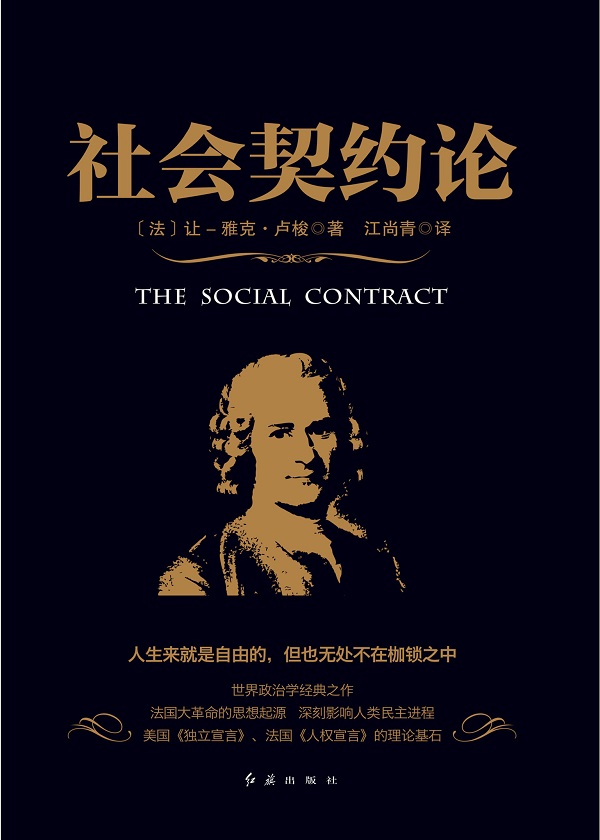 社会契约论
〔法〕让–雅克·卢梭◎著 江尚青◎译
THE SOCIAL CONTRACT
人生来就是自由的，但也无处不在枷锁之中
世界政治学经典之作
法国大革命的思想起源 深刻影响人类民主进程
美国《独立宣言》、法国《人权宣言》的理论基石
红旗出版社